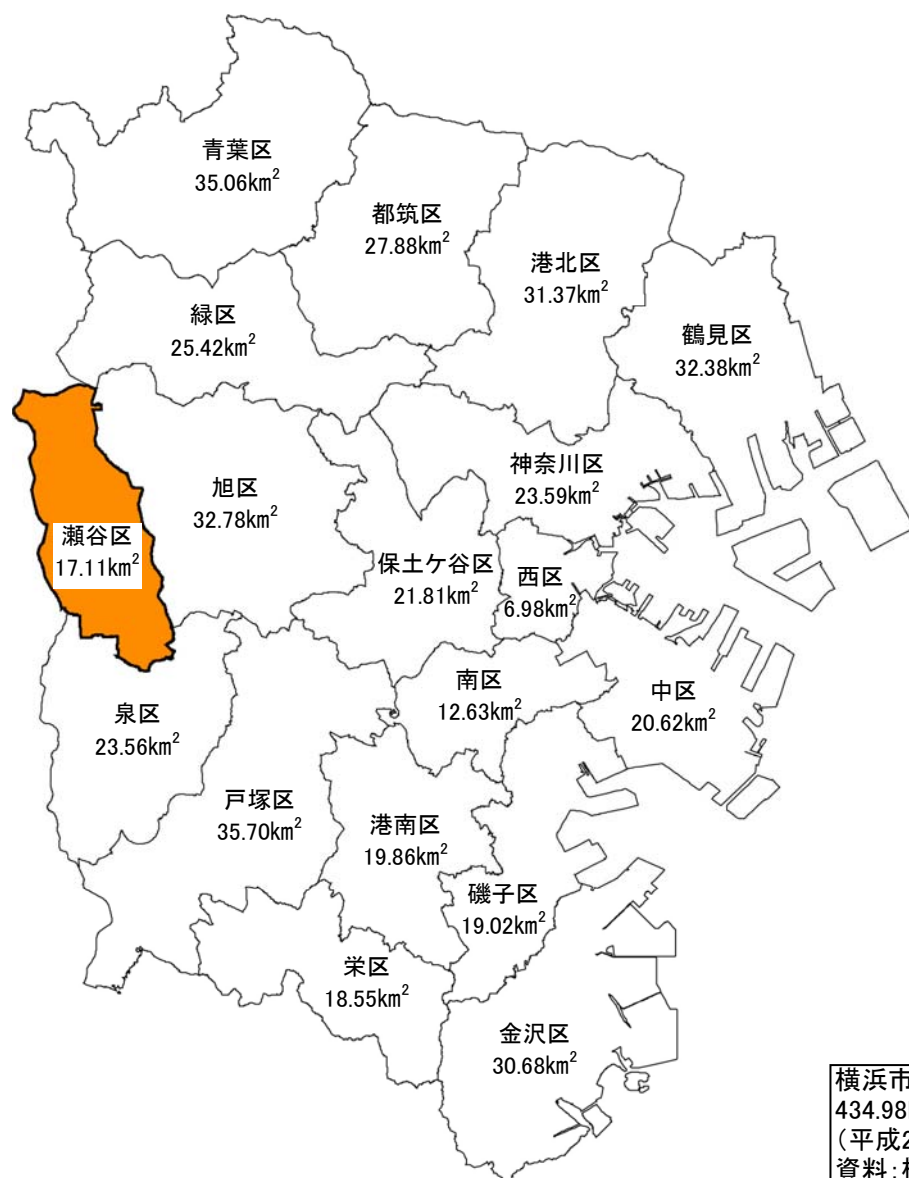 青葉区
35.06km²
都筑区
27.88km²
港北区
31.37km²
緑区
25.42km²
鶴見区
32.38km²
神奈川区
23.59km²
旭区
32.78km²
瀬谷区
17.11km²
保土ケ谷区
21.81km²
西区
6.98km²
南区
12.63km²
中区
20.62km²
泉区
23.56km²
戸塚区
35.70km²
港南区
19.86km²
磯子区
19.02km²
栄区
18.55km²
金沢区
30.68km²
横浜市
434.98
(平成2
資料: